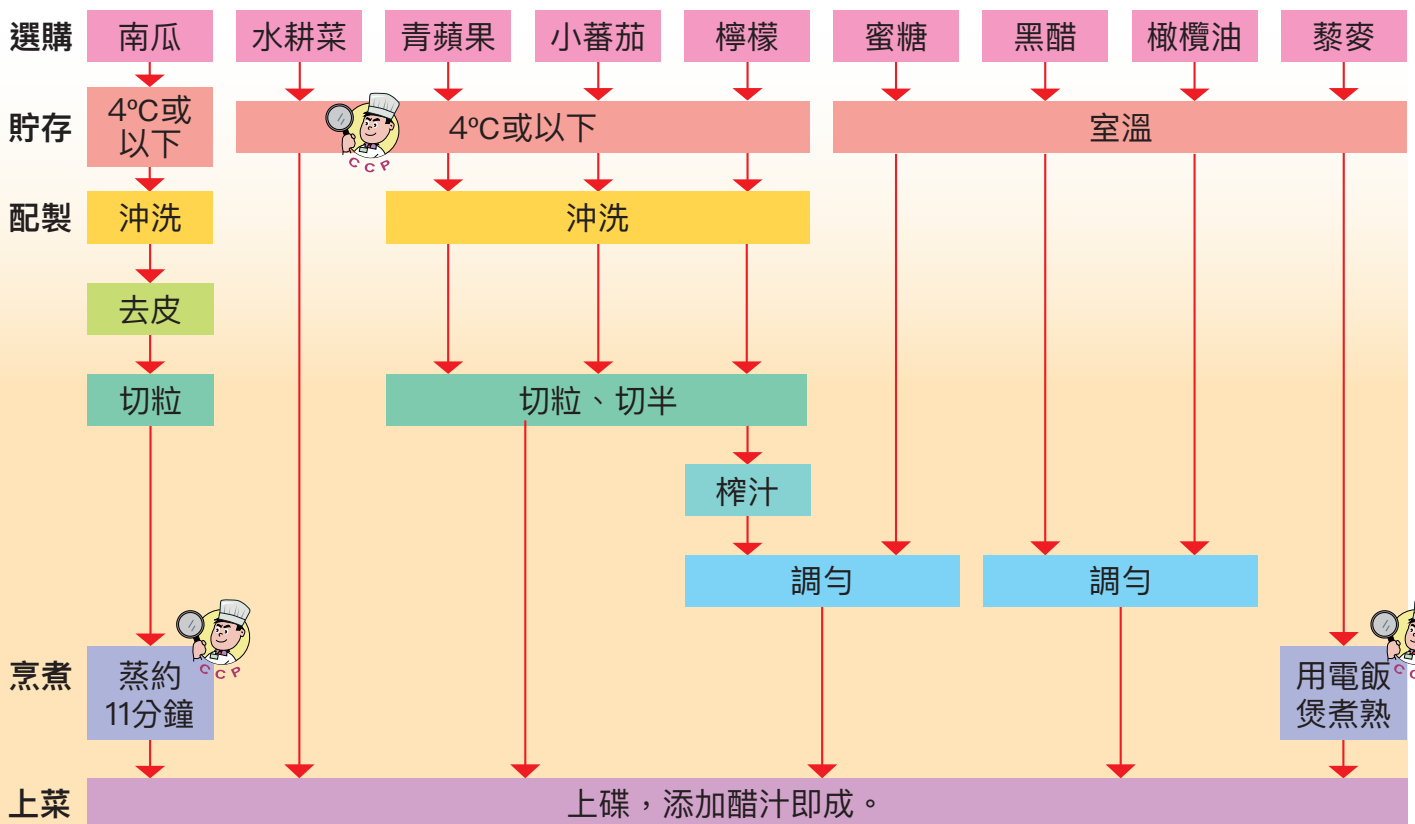 選購
南瓜
水耕菜
青蘋果
小蕃茄
檸檬
蜜糖
黑醋
橄欖油
藜麥
貯存
4ºC或
以下
CCP
4ºC或以下
室溫
配製
沖洗
沖洗
去皮
切粒
切粒、切半
榨汁
調勻
調勻
烹煮
蒸約
11分鐘
CCP
用電飯
煲煮熟
上菜
上碟，添加醋汁即成。